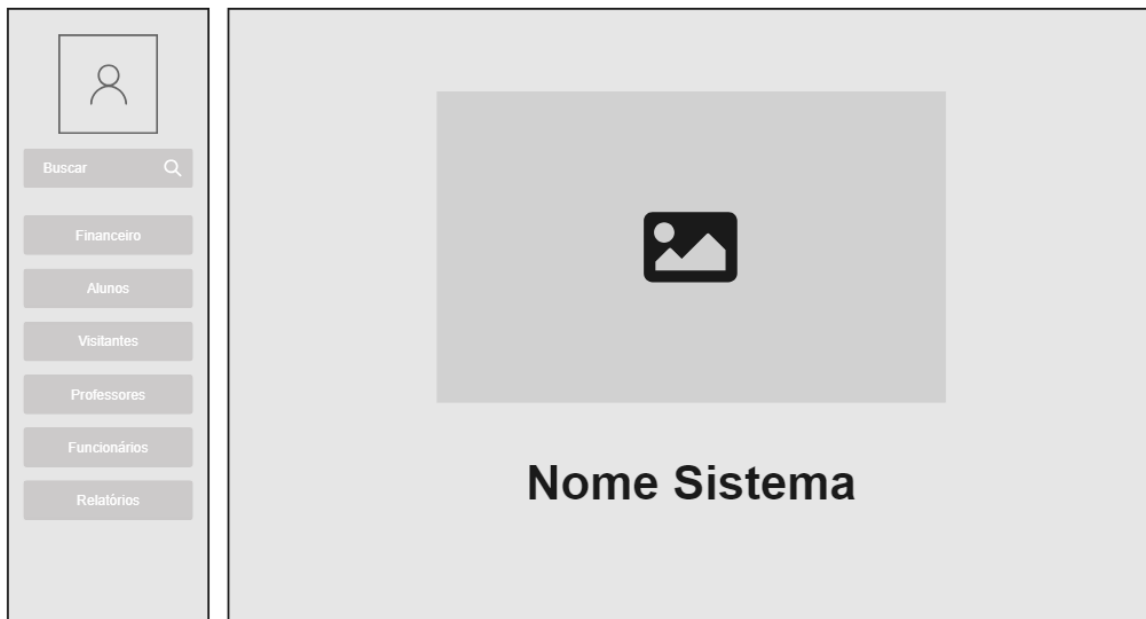 Buscar
Financeiro
Alunos
Visitantes
Professores
Funcionários
Relatórios
Nome Sistema